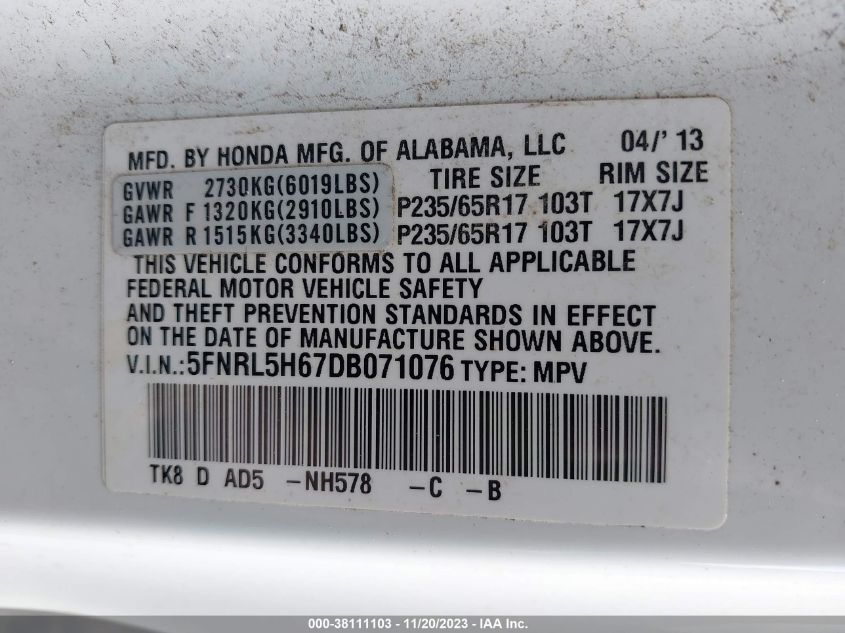 MFD. BY HONDA MFG. OF ALABAMA, LLC 04/' 13
GVWR 2730KG(6019LBS) TIRE SIZE RIM SIZE
GAWR F 1320KG(2910LBS) P235/65R17 103T 17X7J
GAWR R 1515KG(3340LBS) P235/65R17 103T 17X7J
THIS VEHICLE CONFORMS TO ALL APPLICABLE
FEDERAL MOTOR VEHICLE SAFETY
AND THEFT PREVENTION STANDARDS IN EFFECT
ON THE DATE OF MANUFACTURE SHOWN ABOVE.
V.I.N.: 5FNRL5H67DB071076 TYPE: MPV
TK8 D AD5 -NH578 -C -B
000-38111103 - 11/20/2023 - IAAI.COM